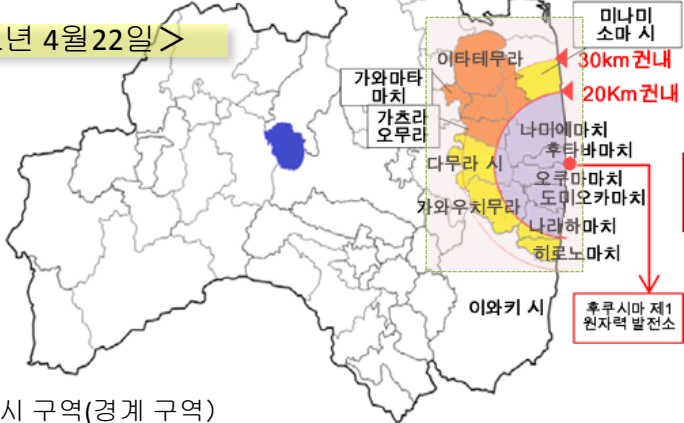 년 4월22일＞
미나미
소마 시
이타테무라
30km권내
가와마타
마치
20Km권내
가츠라
오무라
나미에마치
후타바마치
다무라 시
오쿠마마치
도미오카마치
가와우치무라
나라하마치
히로노마치
이와키 시
후쿠시마 제1
원자력 발전소
시 구역(경계 구역）